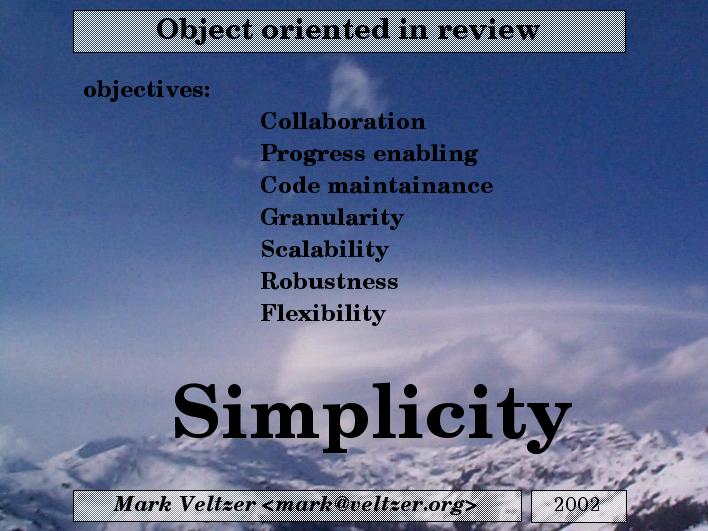 Object oriented in review
objectives:
Collaboration
Progress enabling
Code maintainance
Granularity
Scalability
Robustness
Flexibility
Simplicity
Mark Veltzer <mark@veltzer.org>
2002